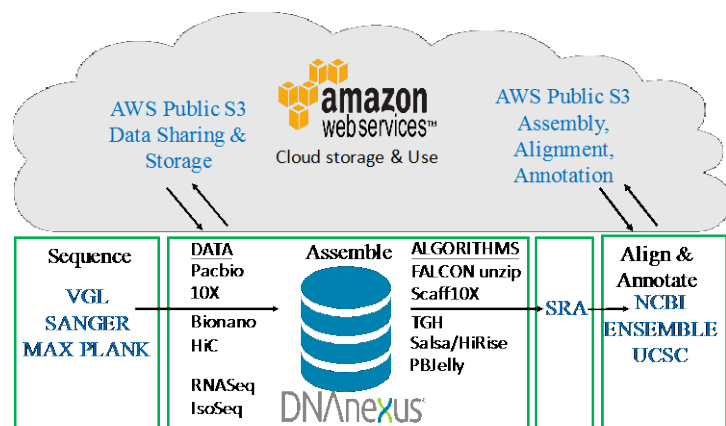 AWS Public S3
Data Sharing &
Storage
amazon
webservices™
Cloud storage & Use
AWS Public S3
Assembly,
Alignment,
Annotation
Sequence
VGL
SANGER
MAX PLANK
DATA
Pacbio
10X
Bionano
HiC
RNASeq
IsoSeq
Assemble
DNAnexus
ALGORITHMS
FALCON unzip
Scaff10X
TGH
Salsa/HiRise
PBJelly
SRA
Align &
Annotate
NCBI
ENSEMBLE
UCSC